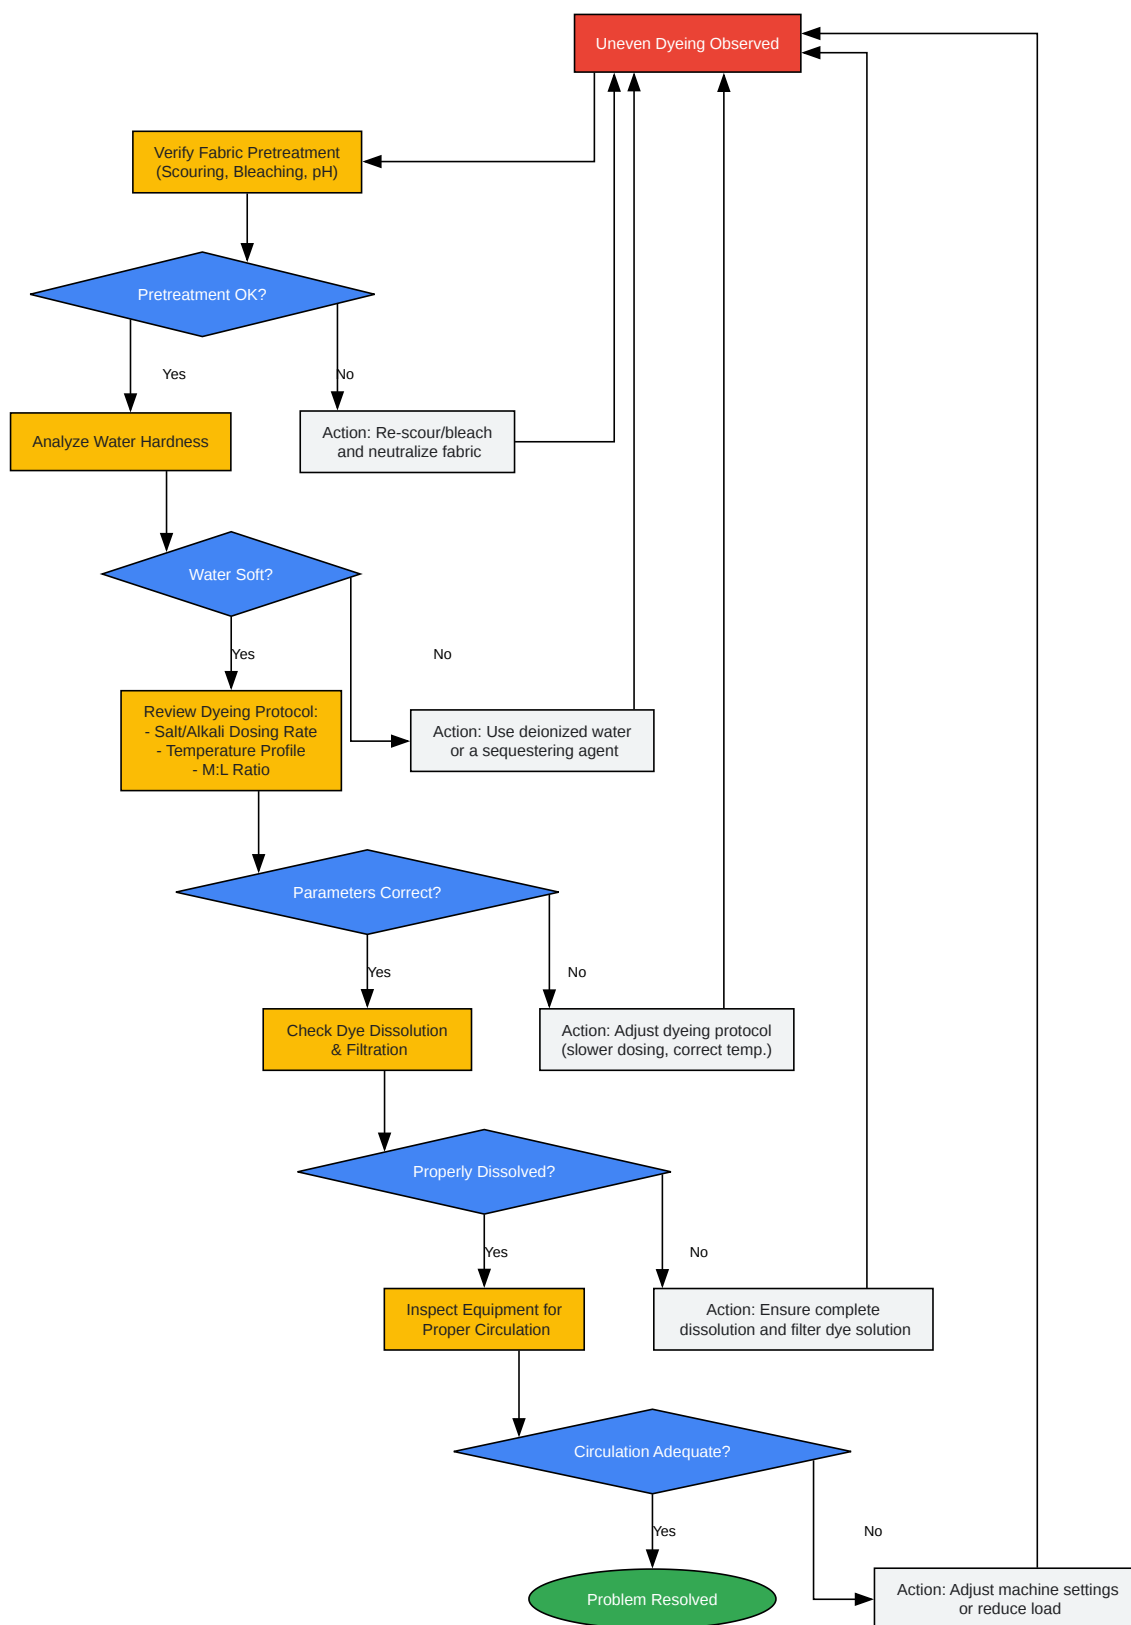 Uneven Dyeing Observed
Verify Fabric Pretreatment
(Scouring, Bleaching, pH)
Pretreatment OK?
Yes
No
Analyze Water Hardness
Action: Re-scour/bleach
and neutralize fabric
Water Soft?
Yes
No
Review Dyeing Protocol:
- Salt/Alkali Dosing Rate
- Temperature Profile
- M:L Ratio
Action: Use deionized water
or a sequestering agent
Parameters Correct?
Yes
No
Check Dye Dissolution
& Filtration
Action: Adjust dyeing protocol
(slower dosing, correct temp.)
Properly Dissolved?
Yes
No
Inspect Equipment for
Proper Circulation
Action: Ensure complete
dissolution and filter dye solution
Circulation Adequate?
Yes
No
Problem Resolved
Action: Adjust machine settings
or reduce load